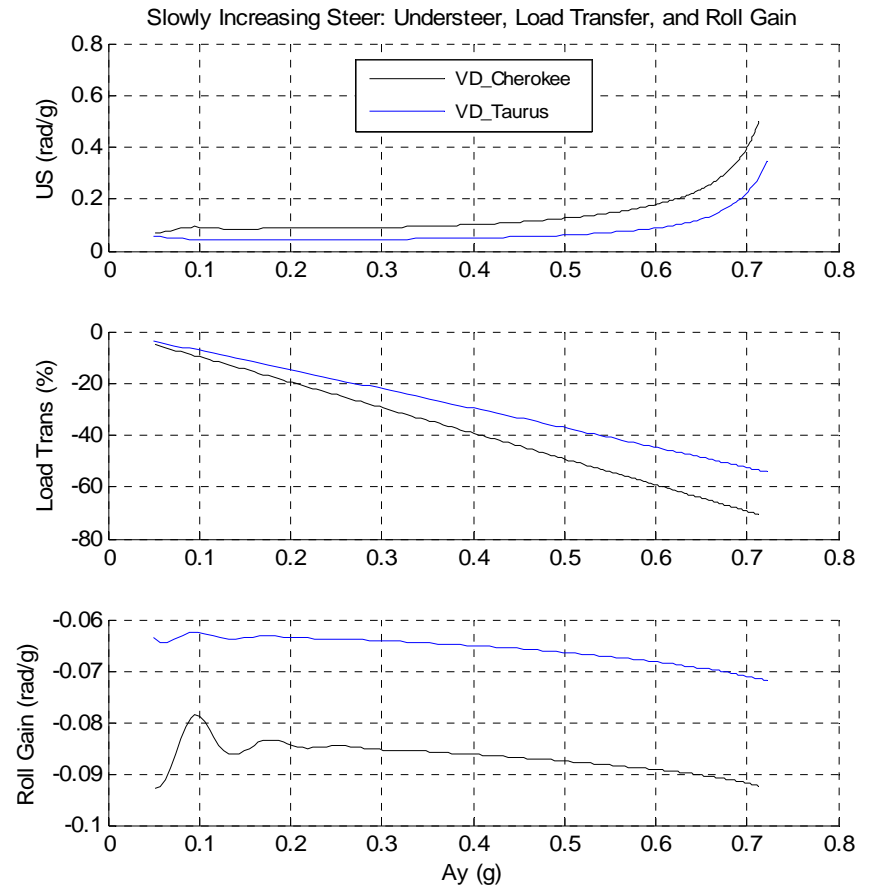 Slowly Increasing Steer: Understeer, Load Transfer, and Roll Gain
0.8
0.6
0.4
0.2
0
US (rad/g)
VD_Cherokee
VD_Taurus
0 0.1 0.2 0.3 0.4 0.5 0.6 0.7 0.8
0
-20
-40
-60
-80
Load Trans (%)
0 0.1 0.2 0.3 0.4 0.5 0.6 0.7 0.8
-0.06
-0.07
-0.08
-0.09
-0.1
Roll Gain (rad/g)
0 0.1 0.2 0.3 0.4 0.5 0.6 0.7 0.8
Ay (g)